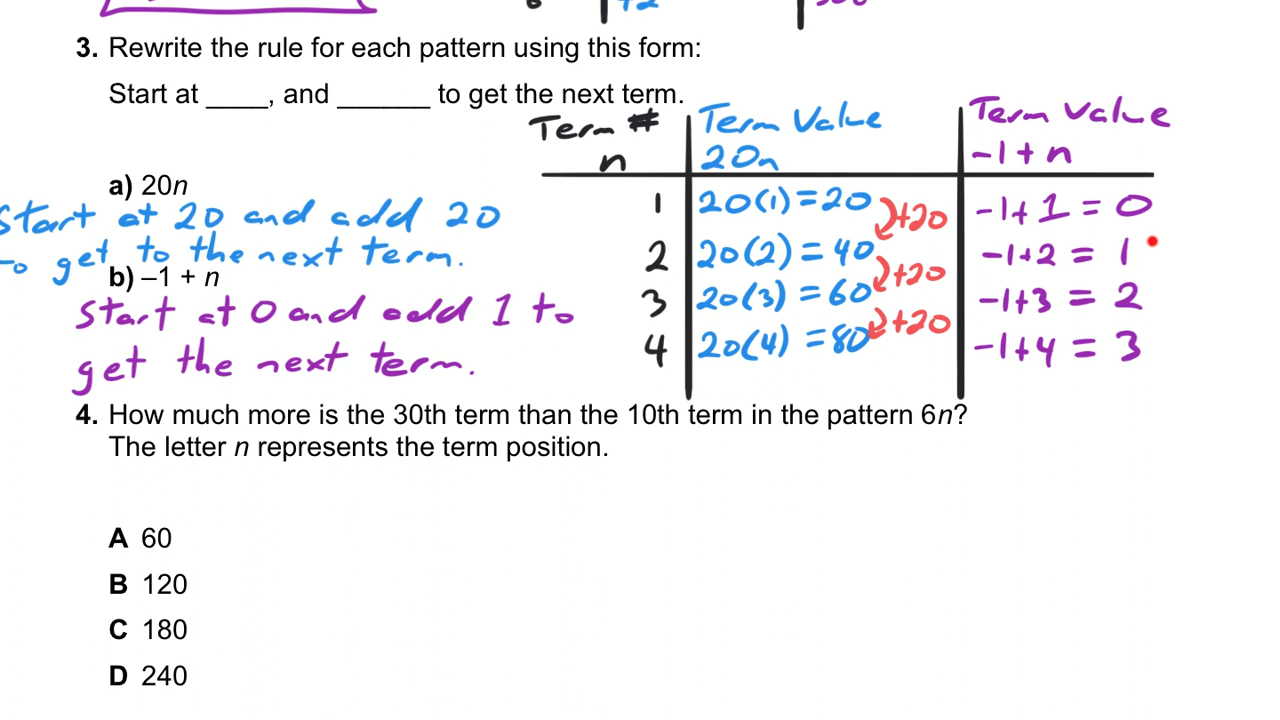 3. Rewrite the rule for each pattern using this form:
Start at ____, and ______ to get the next term.
Term # Term Value Term Value
n 20n -1+n
a) 20n
1 20(1)=20 +20 -1+1=0
Start at 20 and add 20
2 20(2)=40 +20 -1+2=1
to get to the next term.
b) –1 + n
3 20(3)=60 +20 -1+3=2
Start at 0 and add 1 to
4 20(4)=80 -1+4=3
get the next term.
4. How much more is the 30th term than the 10th term in the pattern 6n?
The letter n represents the term position.
A 60
B 120
C 180
D 240